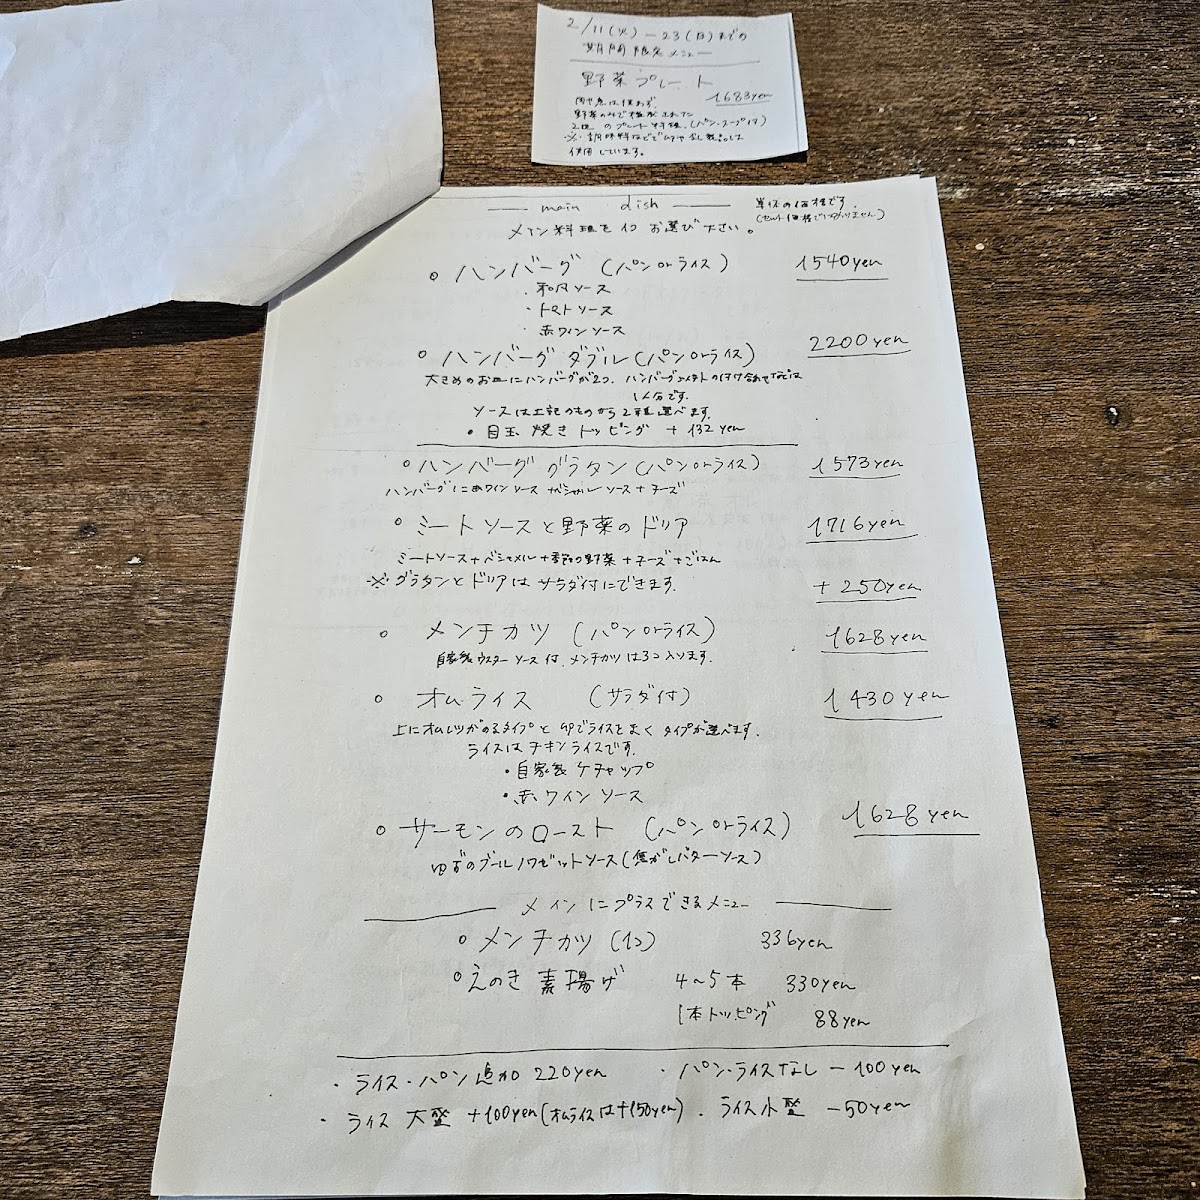 2/11(火)-23(日)までの
期間限定メニュー
野菜プレート
1683yen
肉や魚は使わず、
野菜のみで構成された
2皿のプレート料理。(パン・スープ付)
※調味料などで
使用しています。
main dish
単体の価格です。
(セット価格ではありません)
メイン料理を1つお選び下さい。
○ハンバーグ (パンorライス) 1540yen
・和風ソース
・トマトソース
・赤ワインソース
○ハンバーグダブル(パンorライス) 2200yen
大きめのお皿にハンバーグが2つ。ハンバーグ以外の付け合せなどは
1人分です。
ソースは上記のものから2種選べます。
・目玉焼きトッピング +132yen
○ハンバーググラタン(パンorライス) 1573yen
ハンバーグに赤ワインソース ベシャメルソース+チーズ
○ミートソースと野菜のドリア 1716yen
ミートソース+ベシャメル+季節の野菜+チーズ+ごはん
※グラタンとドリアはサラダ付にできます。 +250yen
○メンチカツ (パンorライス) 1628yen
自家製ウスターソース付。メンチカツは3コ入ります。
○オムライス (サラダ付) 1430yen
上にオムレツがのるタイプと卵でライスをまくタイプが選べます。
ライスはチキンライスです。
・自家製ケチャップ
・赤ワインソース
○サーモンのロースト (パンorライス) 1628yen
ゆずのブールノワゼットソース(焦がしバターソース)
メインにプラスできるメニュー
○メンチカツ(1コ) 336yen
○えのき素揚げ 4~5本 330yen
1本トッピング 88yen
・ライス・パン追加 220yen ・パン・ライスなし -100yen
・ライス大盛 +100yen(オムライスは+150yen) ・ライス小盛 -50yen